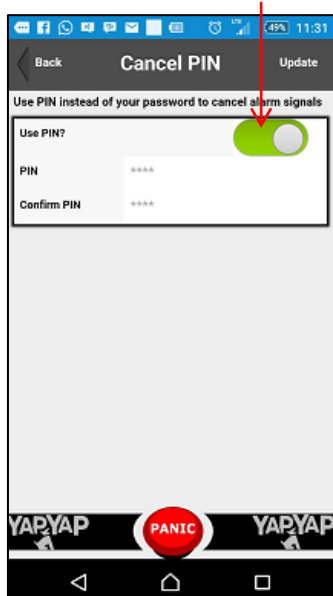 LTE 49% 11:31
Back Cancel PIN Update
Use PIN instead of your password to cancel alarm signals
Use PIN?
PIN ****
Confirm PIN ****
YAPYAP PANIC YAPYAP